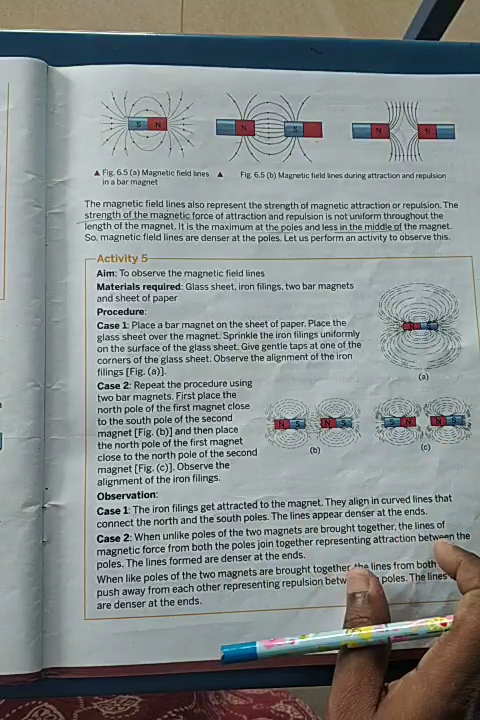 S N
N S
N N
▲ Fig. 6.5 (a) Magnetic field lines in a bar magnet
▲ Fig. 6.5 (b) Magnetic field lines during attraction and repulsion
The magnetic field lines also represent the strength of magnetic attraction or repulsion. The
strength of the magnetic force of attraction and repulsion is not uniform throughout the
length of the magnet. It is the maximum at the poles and less in the middle of the magnet.
So, magnetic field lines are denser at the poles. Let us perform an activity to observe this.
Activity 5
Aim: To observe the magnetic field lines
Materials required: Glass sheet, iron filings, two bar magnets
and sheet of paper
Procedure:
Case 1: Place a bar magnet on the sheet of paper. Place the
glass sheet over the magnet. Sprinkle the iron filings uniformly
on the surface of the glass sheet. Give gentle taps at one of the
corners of the glass sheet. Observe the alignment of the iron
filings [Fig. (a)].
(a)
Case 2: Repeat the procedure using
two bar magnets. First place the
north pole of the first magnet close
to the south pole of the second
magnet [Fig. (b)] and then place
the north pole of the first magnet
close to the north pole of the second
magnet [Fig. (c)]. Observe the
alignment of the iron filings.
N S N S
(b)
S N N S
(c)
Observation:
Case 1: The iron filings get attracted to the magnet. They align in curved lines that
connect the north and the south poles. The lines appear denser at the ends.
Case 2: When unlike poles of the two magnets are brought together, the lines of
magnetic force from both the poles join together representing attraction between the
poles. The lines formed are denser at the ends.
When like poles of the two magnets are brought together, the lines from both
push away from each other representing repulsion poles. The lines
are denser at the ends.